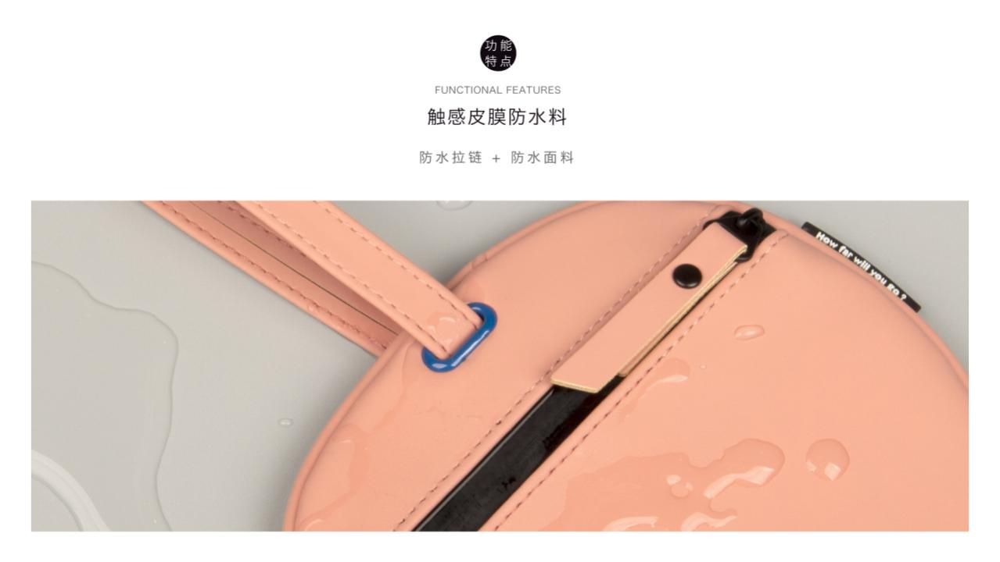 功能
特点
FUNCTIONAL FEATURES
触感皮膜防水料
防水拉链 + 防水面料
How far will you go?